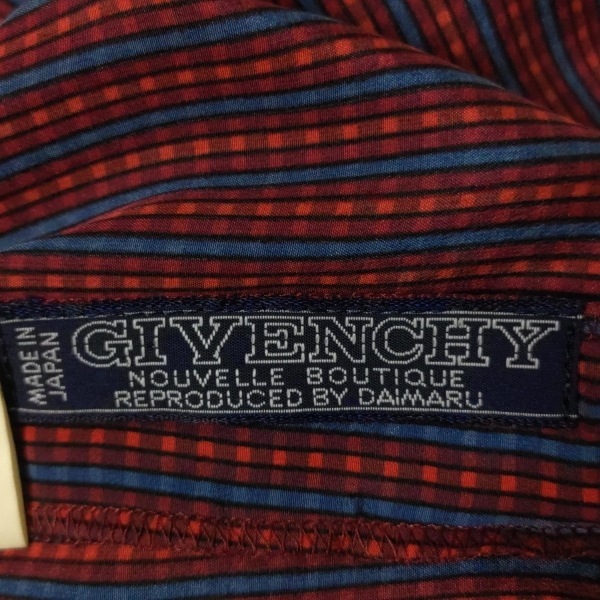 MADE IN
JAPAN
GIVENCHY
NOUVELLE BOUTIQUE
REPRODUCED BY DAIMARU